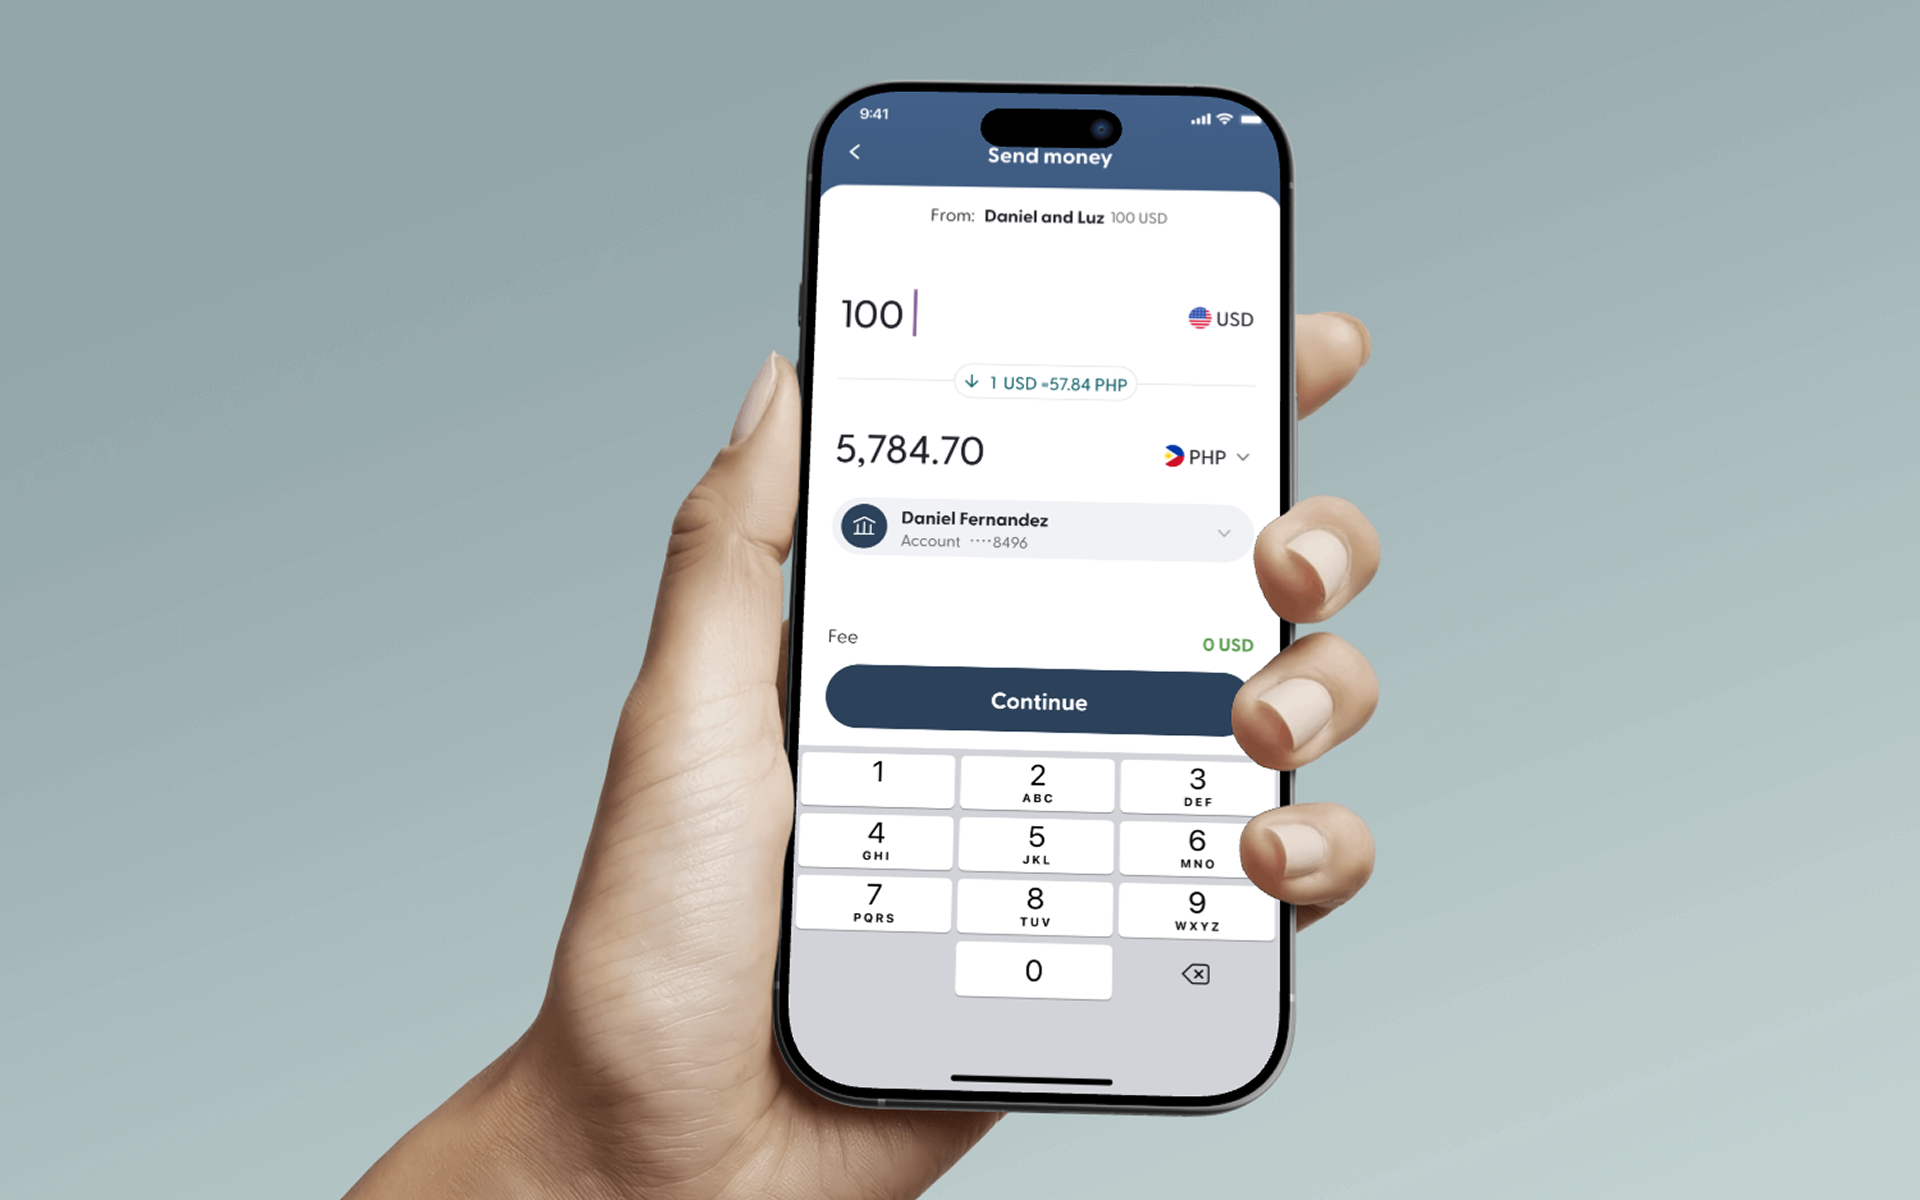 9:41
Send money
From: Daniel and Luz 100 USD
100 USD
1 USD =57.84 PHP
5,784.70 PHP
Daniel Fernandez
Account ····8496
Fee 0 USD
Continue
1 2 3
ABC DEF
4 5 6
GHI JKL MNO
7 8 9
PQRS TUV WXYZ
0